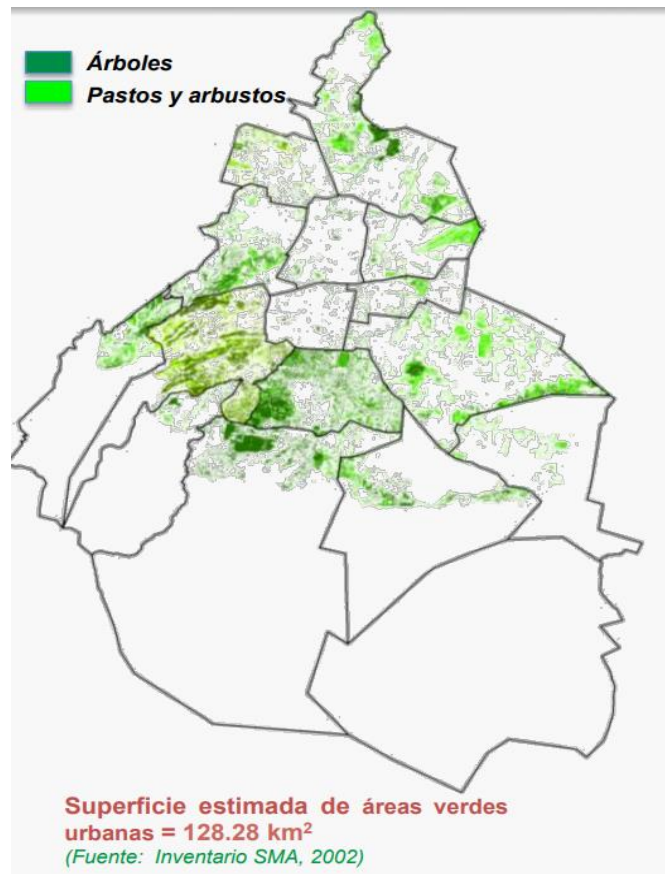 Árboles
Pastos y arbustos
Superficie estimada de áreas verdes
urbanas = 128.28 km²
(Fuente: Inventario SMA, 2002)